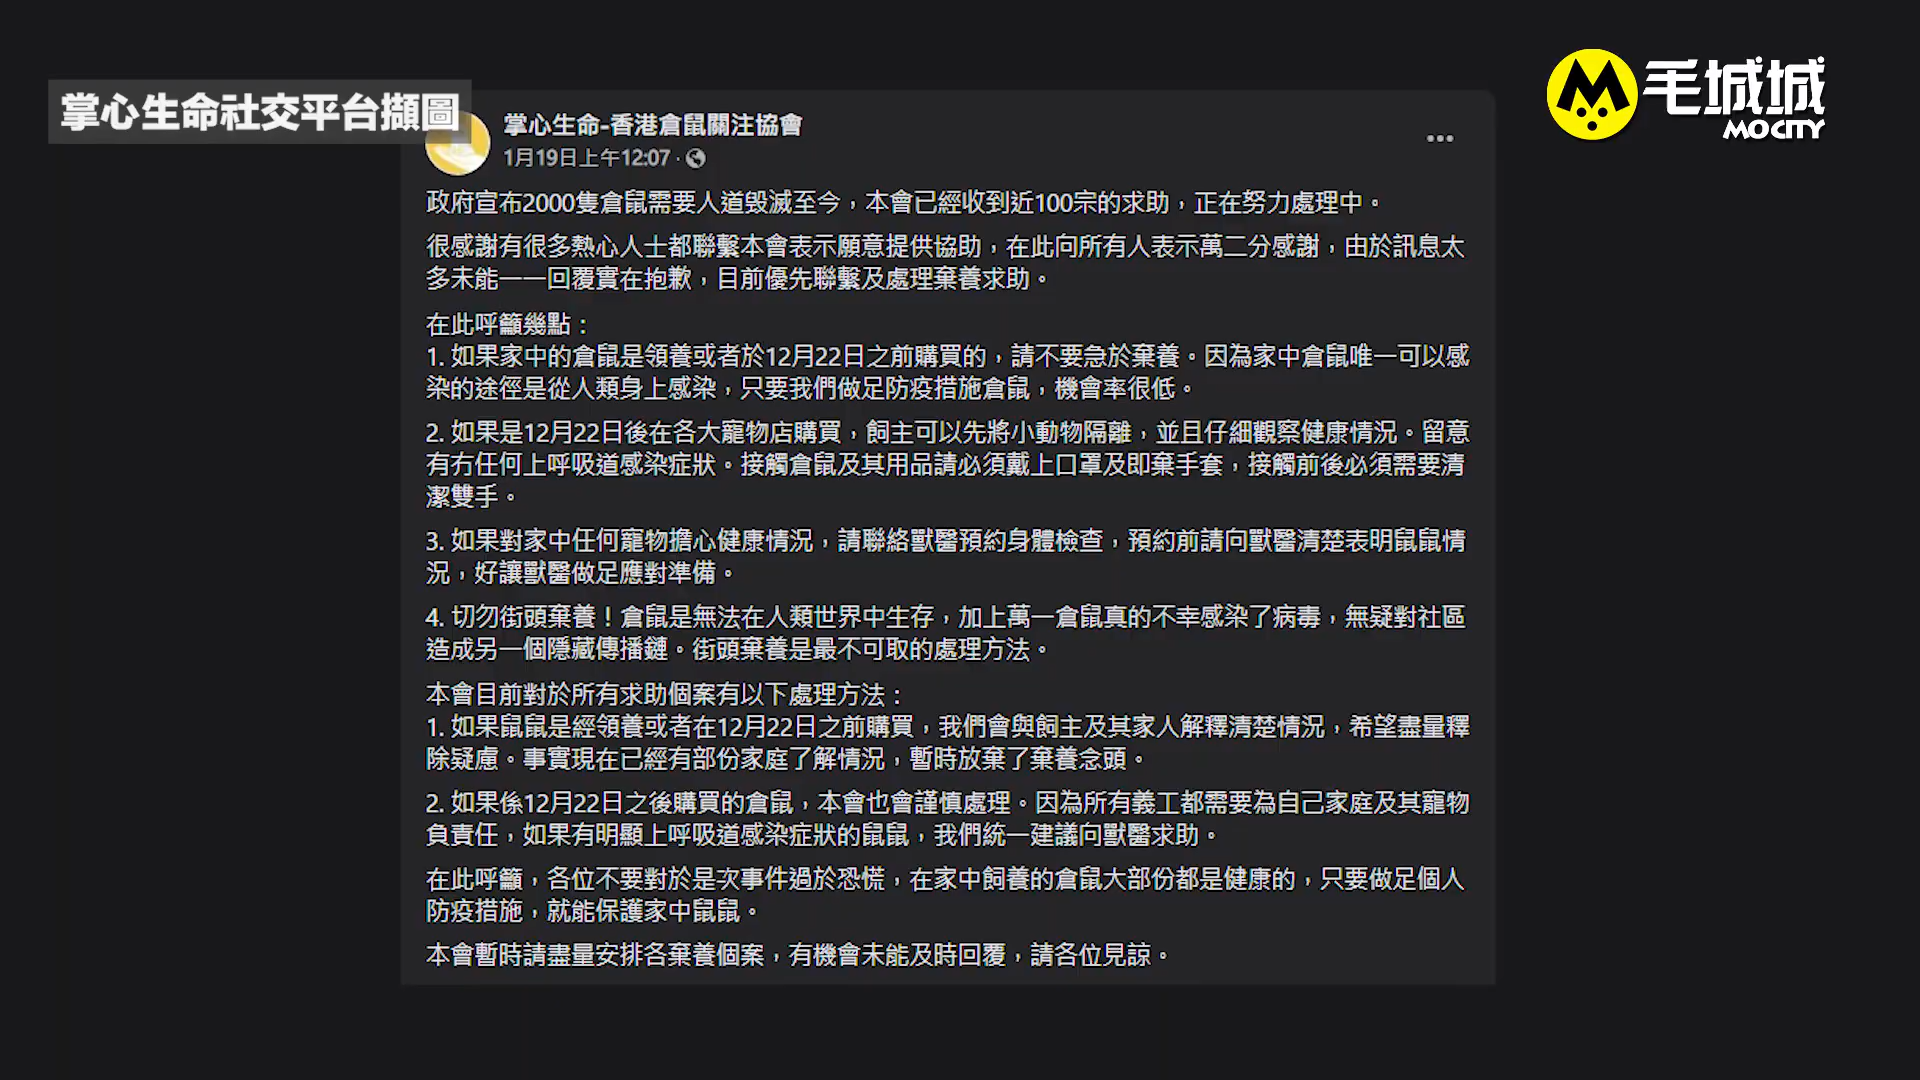 掌心生命社交平台擷圖
毛城城
MOCITY
掌心生命-香港倉鼠關注協會
1月19日上午12:07 ·
政府宣布2000隻倉鼠需要人道毀滅至今，本會已經收到近100宗的求助，正在努力處理中。
很感謝有很多熱心人士都聯繫本會表示願意提供協助，在此向所有人表示萬二分感謝，由於訊息太
多未能一一回覆實在抱歉，目前優先聯繫及處理棄養求助。
在此呼籲幾點：
1. 如果家中的倉鼠是領養或者於12月22日之前購買的，請不要急於棄養。因為家中倉鼠唯一可以感
染的途徑是從人類身上感染，只要我們做足防疫措施倉鼠，機會率很低。
2. 如果是12月22日後在各大寵物店購買，飼主可以先將小動物隔離，並且仔細觀察健康情況。留意
有冇任何上呼吸道感染症狀。接觸倉鼠及其用品請必須戴上口罩及即棄手套，接觸前後必須需要清
潔雙手。
3. 如果對家中任何寵物擔心健康情況，請聯絡獸醫預約身體檢查，預約前請向獸醫清楚表明鼠鼠情
況，好讓獸醫做足應對準備。
4. 切勿街頭棄養！倉鼠是無法在人類世界中生存，加上萬一倉鼠真的不幸感染了病毒，無疑對社區
造成另一個隱藏傳播鏈。街頭棄養是最不可取的處理方法。
本會目前對於所有求助個案有以下處理方法：
1. 如果鼠鼠是經領養或者在12月22日之前購買，我們會與飼主及其家人解釋清楚情況，希望盡量釋
除疑慮。事實現在已經有部份家庭了解情況，暫時放棄了棄養念頭。
2. 如果係12月22日之後購買的倉鼠，本會也會謹慎處理。因為所有義工都需要為自己家庭及其寵物
負責任，如果有明顯上呼吸道感染症狀的鼠鼠，我們統一建議向獸醫求助。
在此呼籲，各位不要對於是次事件過於恐慌，在家中飼養的倉鼠大部份都是健康的，只要做足個人
防疫措施，就能保護家中鼠鼠。
本會暫時請盡量安排各棄養個案，有機會未能及時回覆，請各位見諒。